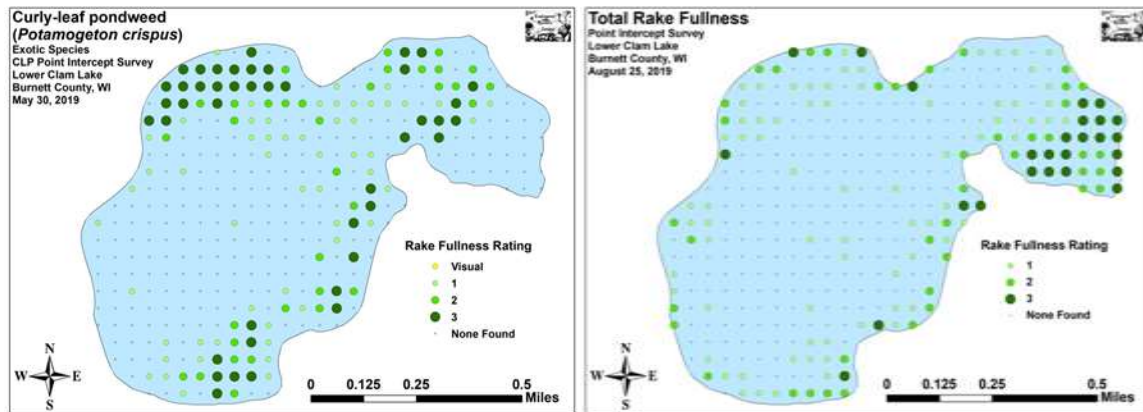 Curly-leaf pondweed
(Potamogeton crispus)
Exotic Species
CLP Point Intercept Survey
Lower Clam Lake
Burnett County, WI
May 30, 2019
Rake Fullness Rating
Visual
1
2
3
None Found
N
W E
S
0 0.125 0.25 0.5
Miles
Total Rake Fullness
Point Intercept Survey
Lower Clam Lake
Burnett County, WI
August 25, 2019
Rake Fullness Rating
1
2
3
None Found
N
W E
S
0 0.125 0.25 0.5
Miles